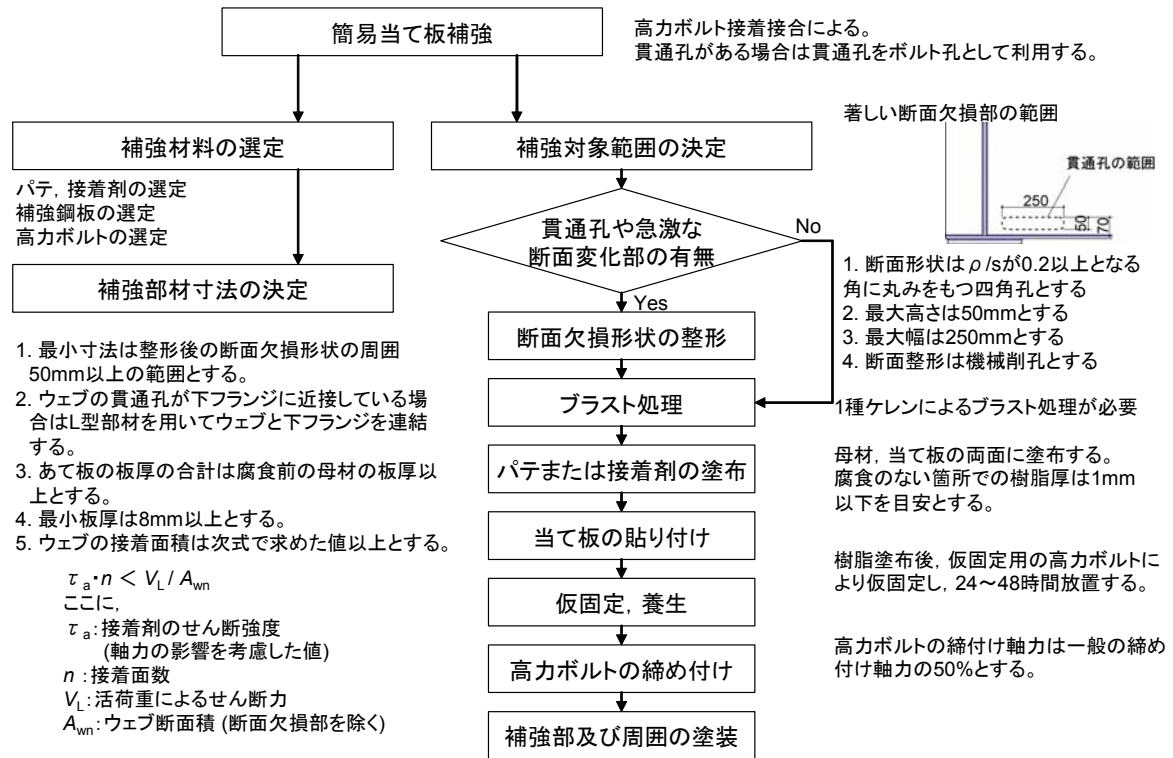 簡易当て板補強
高力ボルト接着接合による。
貫通孔がある場合は貫通孔をボルト孔として利用する。
補強材料の選定
パテ，接着剤の選定
補強鋼板の選定
高力ボルトの選定
補強部材寸法の決定
1. 最小寸法は整形後の断面欠損形状の周囲
50mm以上の範囲とする。
2. ウェブの貫通孔が下フランジに近接している場
合はL型部材を用いてウェブと下フランジを連結
する。
3. あて板の板厚の合計は腐食前の母材の板厚以
上とする。
4. 最小板厚は8mm以上とする。
5. ウェブの接着面積は次式で求めた値以上とする。
τa・n ＜ VL / Awn
ここに，
τa：接着剤のせん断強度
(軸力の影響を考慮した値)
n ：接着面数
VL：活荷重によるせん断力
Awn：ウェブ断面積 (断面欠損部を除く)
補強対象範囲の決定
貫通孔や急激な
断面変化部の有無
No
Yes
断面欠損形状の整形
ブラスト処理
パテまたは接着剤の塗布
当て板の貼り付け
仮固定，養生
高力ボルトの締め付け
補強部及び周囲の塗装
著しい断面欠損部の範囲
貫通孔の範囲
250
50
70
1. 断面形状はρ/sが0.2以上となる
角に丸みをもつ四角孔とする
2. 最大高さは50mmとする
3. 最大幅は250mmとする
4. 断面整形は機械削孔とする
1種ケレンによるブラスト処理が必要
母材，当て板の両面に塗布する。
腐食のない箇所での樹脂厚は1mm
以下を目安とする。
樹脂塗布後，仮固定用の高力ボルトに
より仮固定し，24～48時間放置する。
高力ボルトの締付け軸力は一般の締め
付け軸力の50%とする。